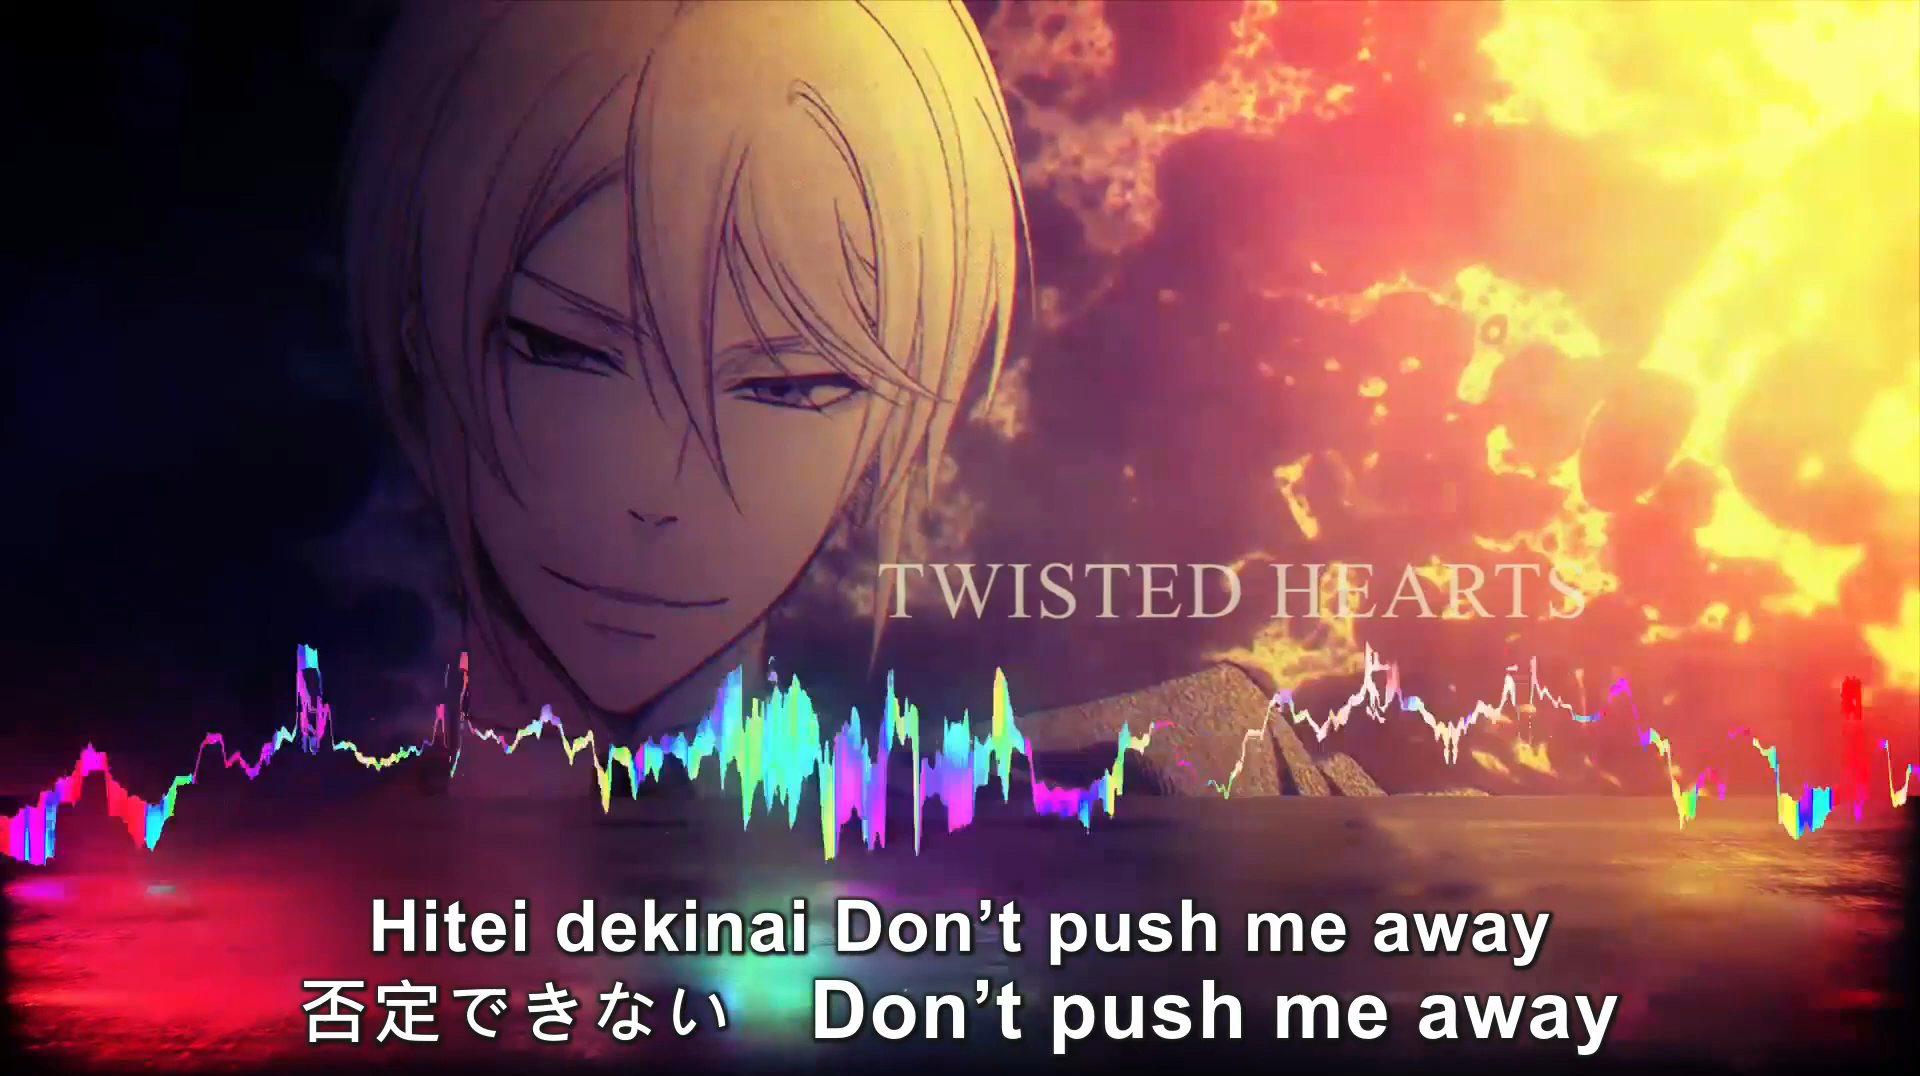 TWISTED HEARTS
Hitei dekinai Don’t push me away
否定できない　Don’t push me away